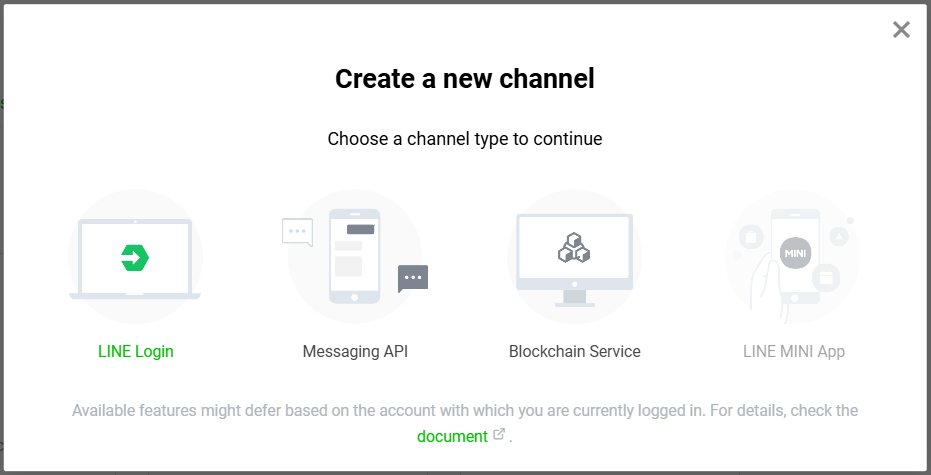 Create a new channel
Choose a channel type to continue
MINI
LINE Login
Messaging API
Blockchain Service
LINE MINI App
Available features might defer based on the account with which you are currently logged in. For details, check the
document .